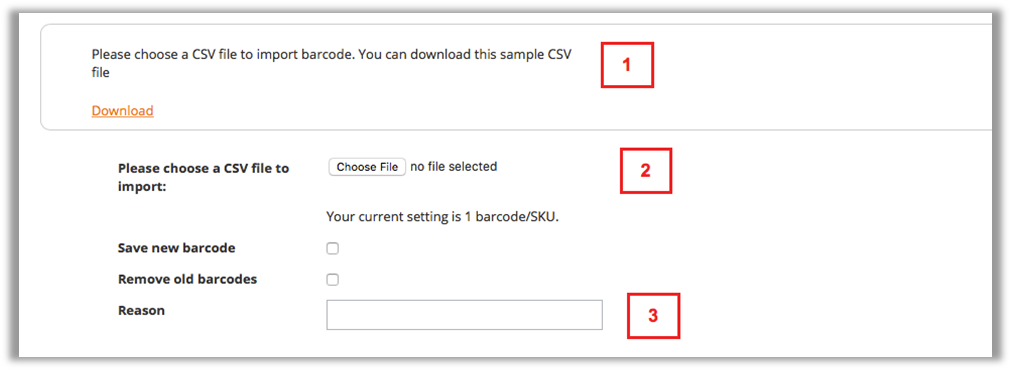 Please choose a CSV file to import barcode. You can download this sample CSV
file
1
Download
Please choose a CSV file to
import:
Choose File no file selected
2
Your current setting is 1 barcode/SKU.
Save new barcode
Remove old barcodes
Reason
3